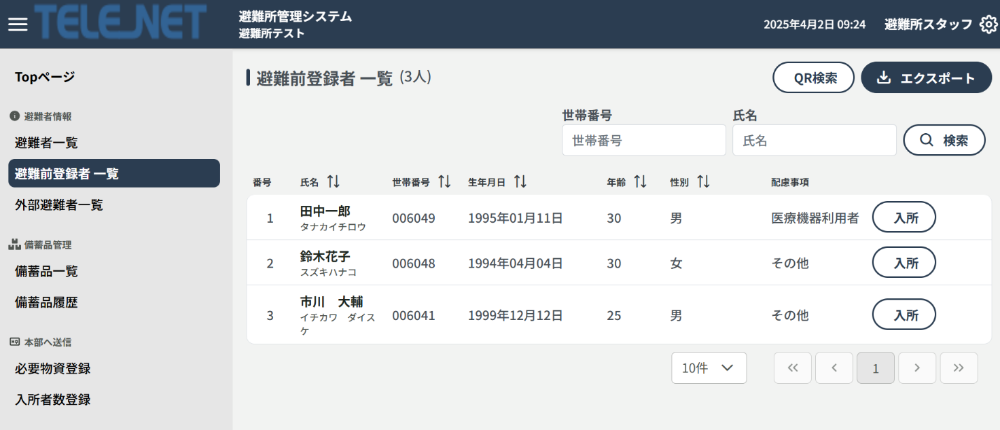 TELE.NET
避難所管理システム
避難所テスト
2025年4月2日 09:24
避難所スタッフ
Topページ
避難者情報
避難者一覧
避難前登録者 一覧
外部避難者一覧
備蓄品管理
備蓄品一覧
備蓄品履歴
HQ 本部へ送信
必要物資登録
入所者数登録
避難前登録者 一覧 (3人)
QR検索
エクスポート
世帯番号
氏名
世帯番号
氏名
検索
番号 氏名 世帯番号 生年月日 年齢 性別 配慮事項
1 田中一郎 006049 1995年01月11日 30 男 医療機器利用者 入所
タナカイチロウ
2 鈴木花子 006048 1994年04月04日 30 女 その他 入所
スズキハナコ
3 市川　大輔 006041 1999年12月12日 25 男 その他 入所
イチカワ　ダイス
ケ
10件
1